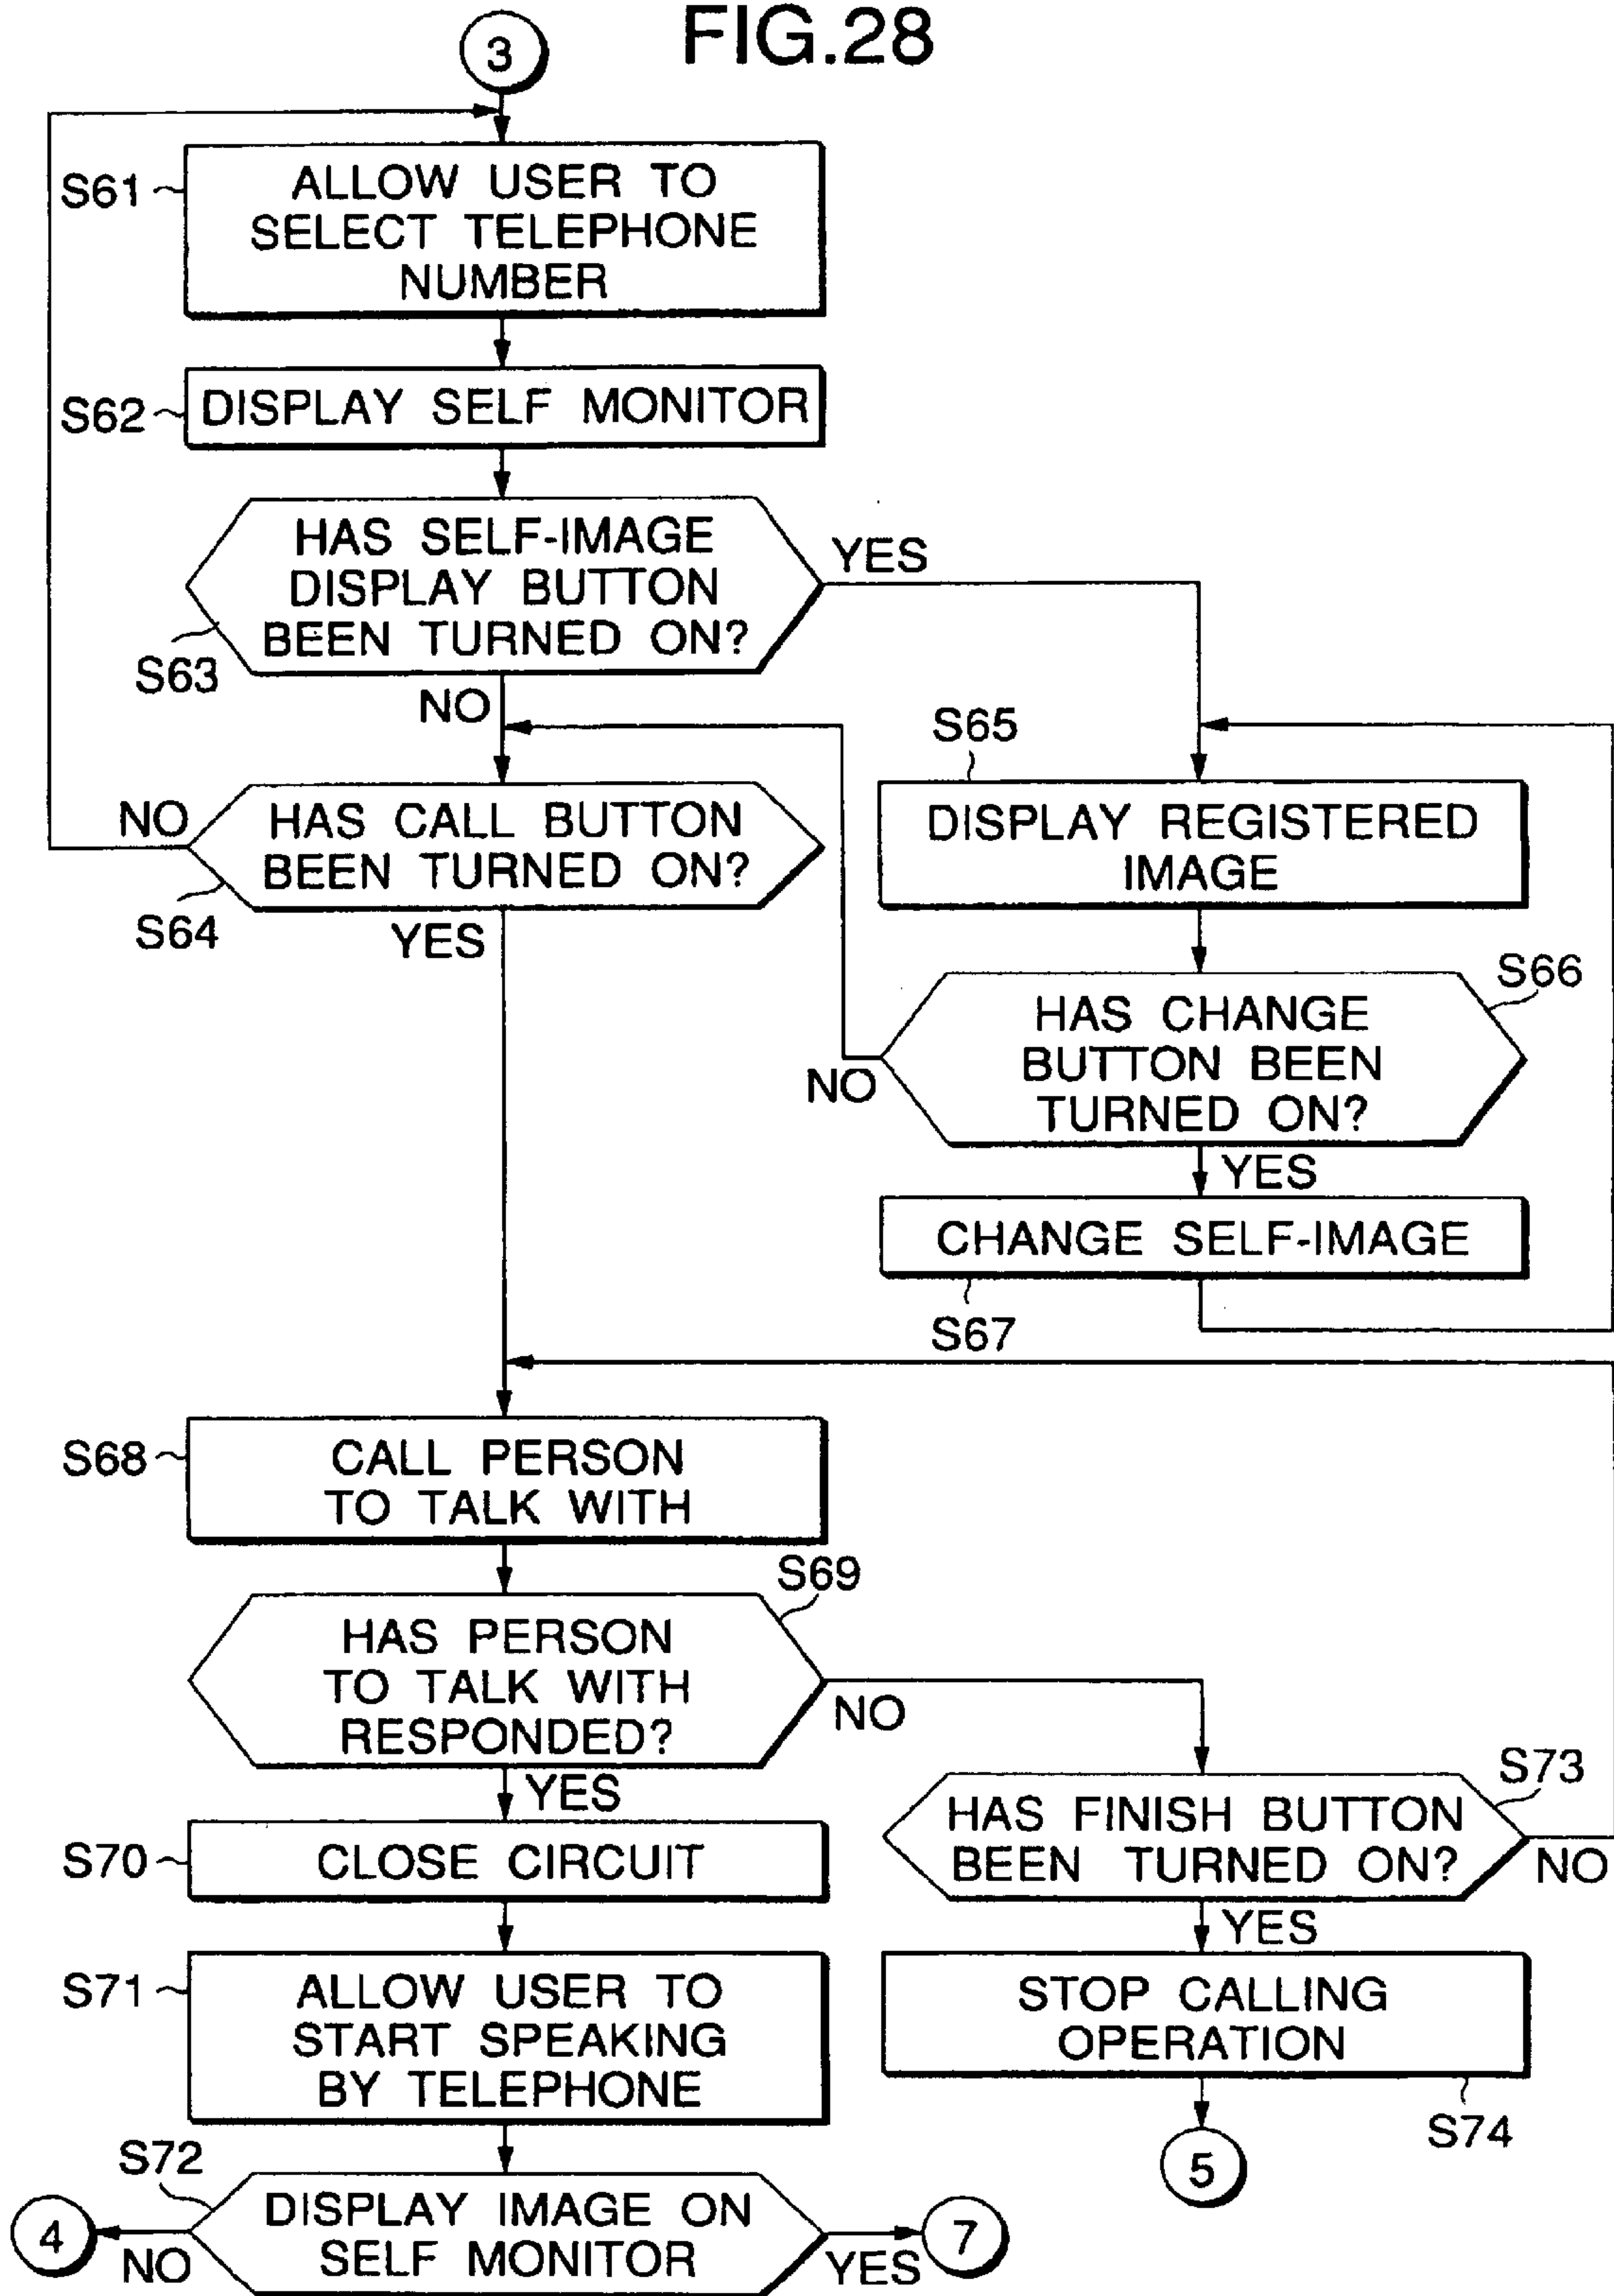 FIG.28
3
S61
ALLOW USER TO
SELECT TELEPHONE
NUMBER
S62
DISPLAY SELF MONITOR
HAS SELF-IMAGE
DISPLAY BUTTON
BEEN TURNED ON?
YES
S63
NO
S65
NO
HAS CALL BUTTON
BEEN TURNED ON?
DISPLAY REGISTERED
IMAGE
S64
YES
S66
HAS CHANGE
BUTTON BEEN
TURNED ON?
NO
YES
CHANGE SELF-IMAGE
S67
S68
CALL PERSON
TO TALK WITH
S69
HAS PERSON
TO TALK WITH
RESPONDED?
NO
YES
S73
HAS FINISH BUTTON
BEEN TURNED ON?
NO
S70
CLOSE CIRCUIT
YES
S71
ALLOW USER TO
START SPEAKING
BY TELEPHONE
STOP CALLING
OPERATION
S74
5
S72
DISPLAY IMAGE ON
SELF MONITOR
4
NO
YES
7